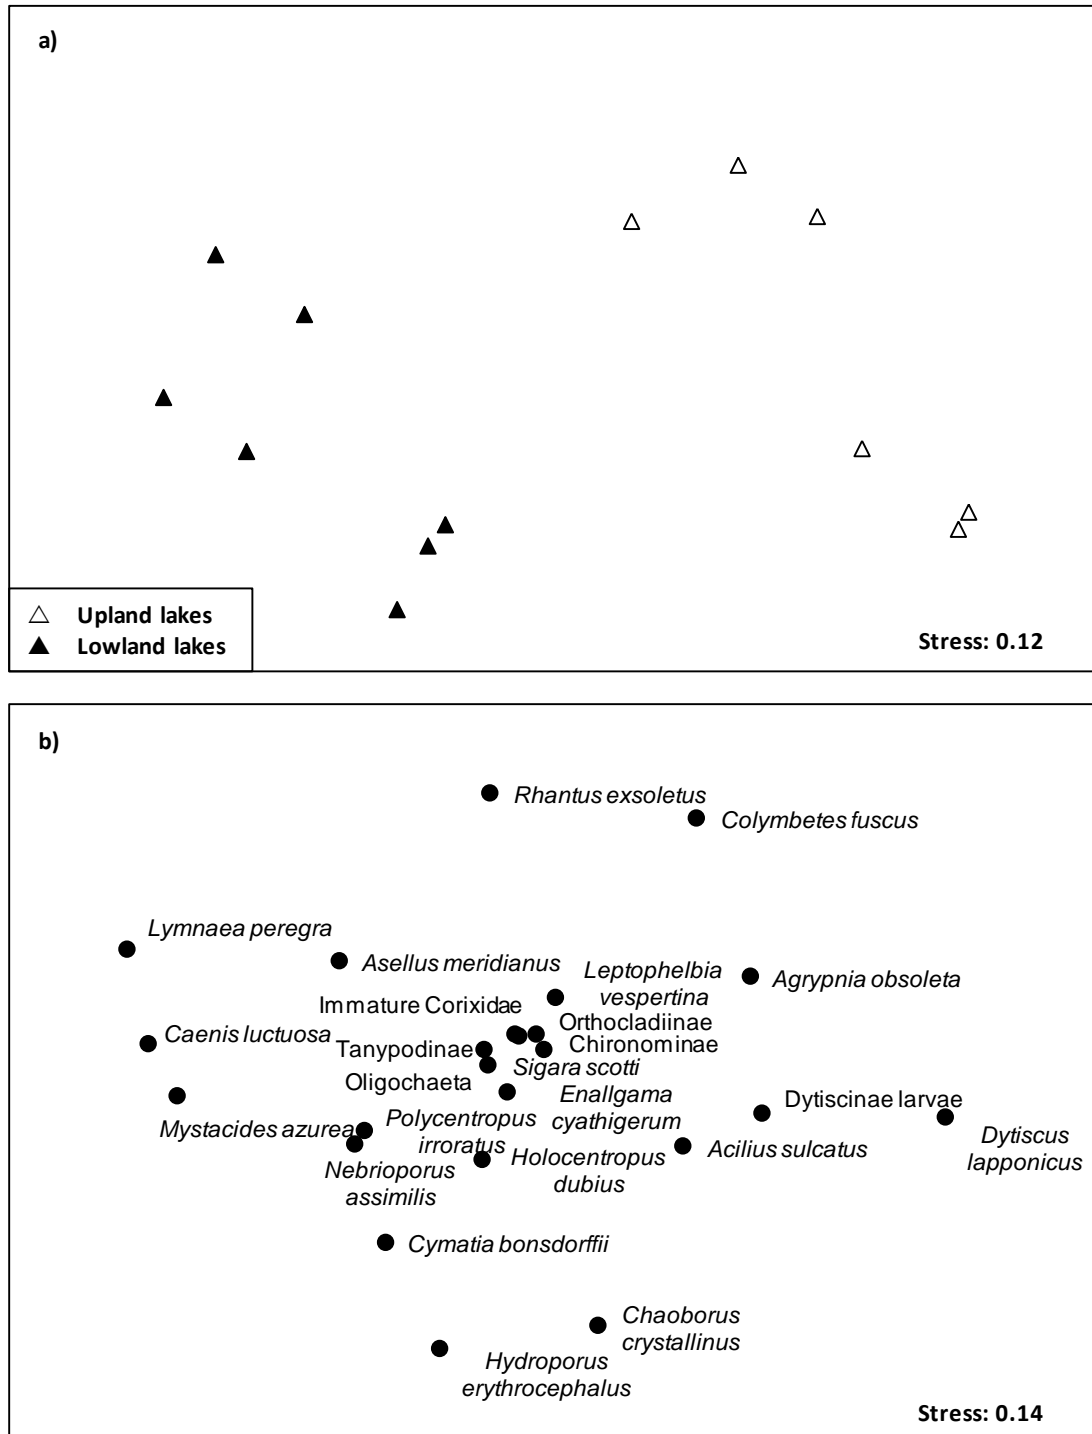 a)
Upland lakes
Lowland lakes
Stress: 0.12
b)
Rhantus exsoletus
Colymbetes fuscus
Lymnaea peregra
Asellus meridianus
Leptophelbia
vespertina
Agrypnia obsoleta
Immature Corixidae
Orthocladiinae
Caenis luctuosa
Tanypodinae
Chironominae
Sigara scotti
Oligochaeta
Enallgama
cyathigerum
Dytiscinae larvae
Mystacides azurea
Polycentropus
irroratus
Dytiscus
lapponicus
Acilius sulcatus
Holocentropus
dubius
Nebrioporus
assimilis
Cymatia bonsdorffii
Chaoborus
crystallinus
Hydroporus
erythrocephalus
Stress: 0.14